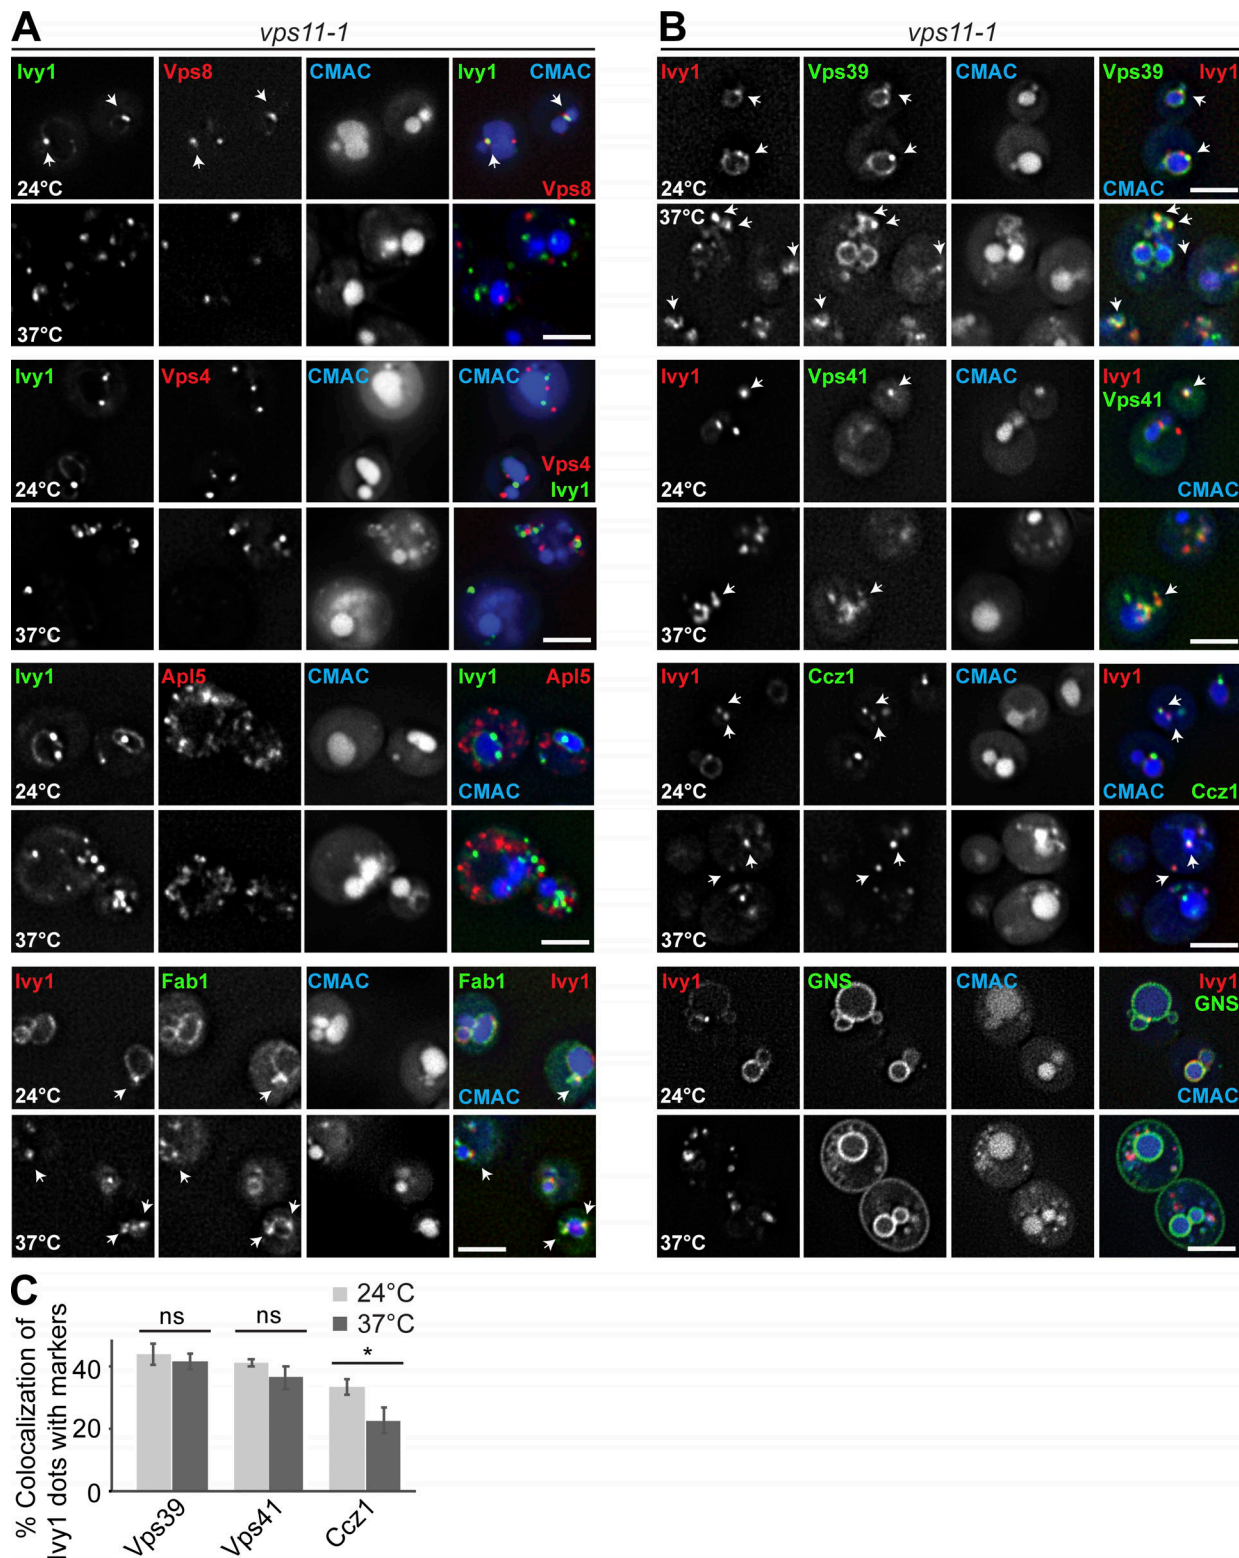 A
vps11-1
Ivy1 Vps8 CMAC Ivy1 CMAC
24°C Vps8
37°C
Ivy1 Vps4 CMAC CMAC
Vps4
24°C Ivy1
37°C
Ivy1 Apl5 CMAC Ivy1 Apl5
24°C CMAC
37°C
Ivy1 Fab1 CMAC Fab1 Ivy1
24°C CMAC
37°C
B
vps11-1
Ivy1 Vps39 CMAC Vps39 Ivy1
24°C CMAC
37°C
Ivy1 Vps41 CMAC Ivy1
Vps41
24°C CMAC
37°C
Ivy1 Ccz1 CMAC Ivy1
24°C CMAC Ccz1
37°C
Ivy1 GNS CMAC Ivy1
GNS
24°C CMAC
37°C
C
24°C
37°C
ns ns *
% Colocalization of
Ivy1 dots with markers
40
20
0
Vps39 Vps41 Ccz1